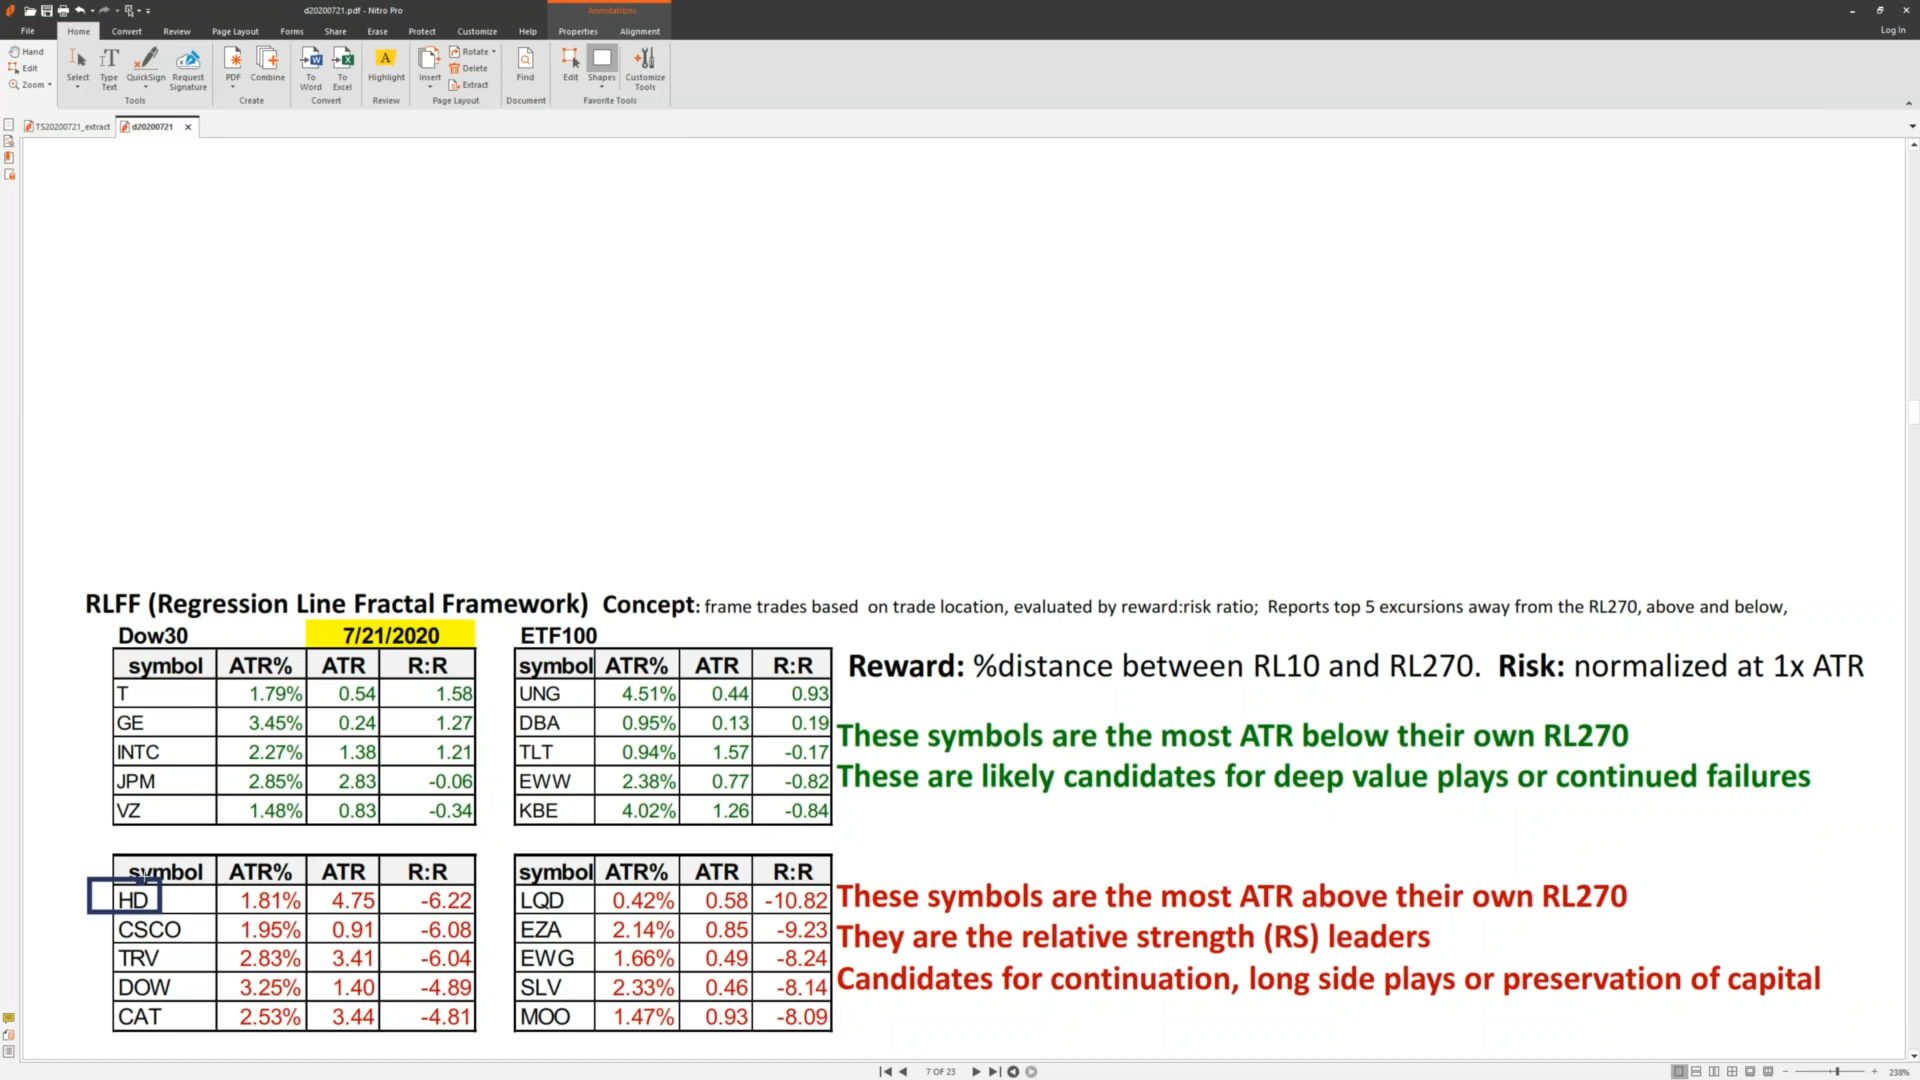 d20200721.pdf - Nitro Pro
Annotations
File Home Convert Review Page Layout Forms Share Erase Protect Customize Help Properties Alignment Log In
Hand
Edit
Zoom
Select
Type Text
QuickSign
Request Signature
Tools
PDF
Combine
Create
To Word
To Excel
Convert
Highlight
Review
Insert
Rotate
Delete
Extract
Page Layout
Find
Document
Edit
Shapes
Customize Tools
Favorite Tools
TS20200721_extract d20200721
RLFF (Regression Line Fractal Framework) Concept: frame trades based on trade location, evaluated by reward:risk ratio; Reports top 5 excursions away from the RL270, above and below,
Dow30 7/21/2020 ETF100
symbol ATR% ATR R:R symbol ATR% ATR R:R
Reward: %distance between RL10 and RL270. Risk: normalized at 1x ATR
T 1.79% 0.54 1.58 UNG 4.51% 0.44 0.93
GE 3.45% 0.24 1.27 DBA 0.95% 0.13 0.19
These symbols are the most ATR below their own RL270
INTC 2.27% 1.38 1.21 TLT 0.94% 1.57 -0.17
JPM 2.85% 2.83 -0.06 EWW 2.38% 0.77 -0.82
These are likely candidates for deep value plays or continued failures
VZ 1.48% 0.83 -0.34 KBE 4.02% 1.26 -0.84
symbol ATR% ATR R:R symbol ATR% ATR R:R
HD 1.81% 4.75 -6.22 LQD 0.42% 0.58 -10.82
These symbols are the most ATR above their own RL270
CSCO 1.95% 0.91 -6.08 EZA 2.14% 0.85 -9.23
They are the relative strength (RS) leaders
TRV 2.83% 3.41 -6.04 EWG 1.66% 0.49 -8.24
DOW 3.25% 1.40 -4.89 SLV 2.33% 0.46 -8.14
Candidates for continuation, long side plays or preservation of capital
CAT 2.53% 3.44 -4.81 MOO 1.47% 0.93 -8.09
7 OF 23
238%